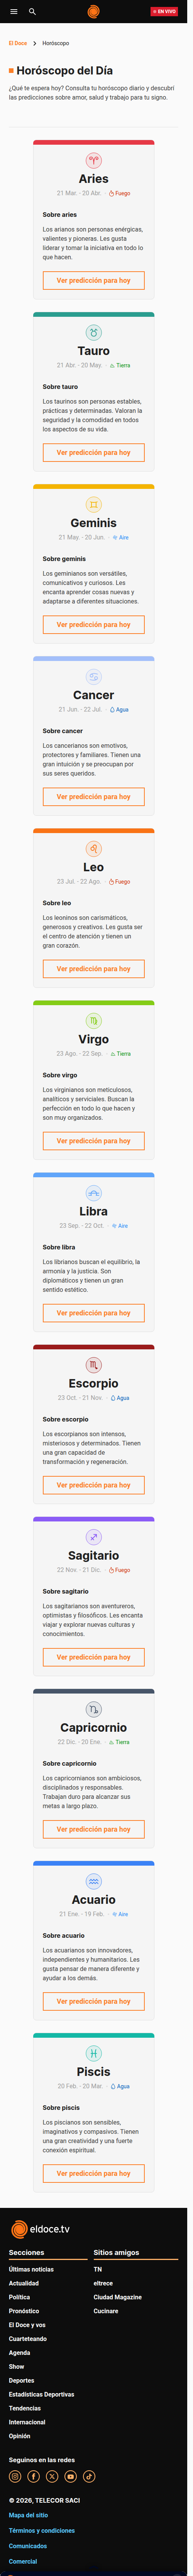 EN VIVO
El Doce > Horóscopo
Horóscopo del Día
¿Qué te espera hoy? Consulta tu horóscopo diario y descubrí
las predicciones sobre amor, salud y trabajo para tu signo.
Aries
21 Mar. - 20 Abr. · Fuego
Sobre aries
Los arianos son personas enérgicas,
valientes y pioneras. Les gusta
liderar y tomar la iniciativa en todo lo
que hacen.
Ver predicción para hoy
Tauro
21 Abr. - 20 May. · Tierra
Sobre tauro
Los taurinos son personas estables,
prácticas y determinadas. Valoran la
seguridad y la comodidad en todos
los aspectos de su vida.
Ver predicción para hoy
Geminis
21 May. - 20 Jun. · Aire
Sobre geminis
Los geminianos son versátiles,
comunicativos y curiosos. Les
encanta aprender cosas nuevas y
adaptarse a diferentes situaciones.
Ver predicción para hoy
Cancer
21 Jun. - 22 Jul. · Agua
Sobre cancer
Los cancerianos son emotivos,
protectores y familiares. Tienen una
gran intuición y se preocupan por
sus seres queridos.
Ver predicción para hoy
Leo
23 Jul. - 22 Ago. · Fuego
Sobre leo
Los leoninos son carismáticos,
generosos y creativos. Les gusta ser
el centro de atención y tienen un
gran corazón.
Ver predicción para hoy
Virgo
23 Ago. - 22 Sep. · Tierra
Sobre virgo
Los virginianos son meticulosos,
analíticos y serviciales. Buscan la
perfección en todo lo que hacen y
son muy organizados.
Ver predicción para hoy
Libra
23 Sep. - 22 Oct. · Aire
Sobre libra
Los librianos buscan el equilibrio, la
armonía y la justicia. Son
diplomáticos y tienen un gran
sentido estético.
Ver predicción para hoy
Escorpio
23 Oct. - 21 Nov. · Agua
Sobre escorpio
Los escorpianos son intensos,
misteriosos y determinados. Tienen
una gran capacidad de
transformación y regeneración.
Ver predicción para hoy
Sagitario
22 Nov. - 21 Dic. · Fuego
Sobre sagitario
Los sagitarianos son aventureros,
optimistas y filosóficos. Les encanta
viajar y explorar nuevas culturas y
conocimientos.
Ver predicción para hoy
Capricornio
22 Dic. - 20 Ene. · Tierra
Sobre capricornio
Los capricornianos son ambiciosos,
disciplinados y responsables.
Trabajan duro para alcanzar sus
metas a largo plazo.
Ver predicción para hoy
Acuario
21 Ene. - 19 Feb. · Aire
Sobre acuario
Los acuarianos son innovadores,
independientes y humanitarios. Les
gusta pensar de manera diferente y
ayudar a los demás.
Ver predicción para hoy
Piscis
20 Feb. - 20 Mar. · Agua
Sobre piscis
Los piscianos son sensibles,
imaginativos y compasivos. Tienen
una gran creatividad y una fuerte
conexión espiritual.
Ver predicción para hoy
eldoce.tv
Secciones
Últimas noticias
Actualidad
Política
Pronóstico
El Doce y vos
Cuarteteando
Agenda
Show
Deportes
Estadísticas Deportivas
Tendencias
Internacional
Opinión
Sitios amigos
TN
eltrece
Ciudad Magazine
Cucinare
Seguinos en las redes
© 2026, TELECOR SACI
Mapa del sitio
Términos y condiciones
Comunicados
Comercial